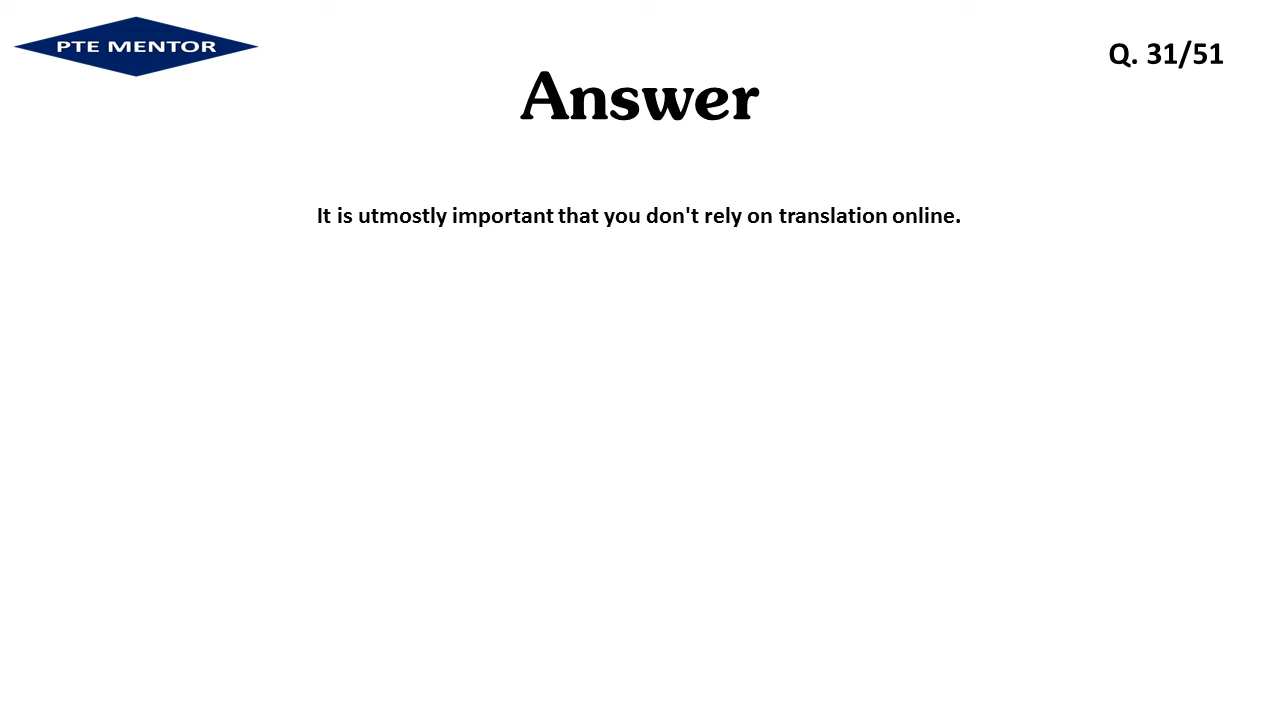 PTE MENTOR
Q. 31/51
Answer
It is utmostly important that you don't rely on translation online.